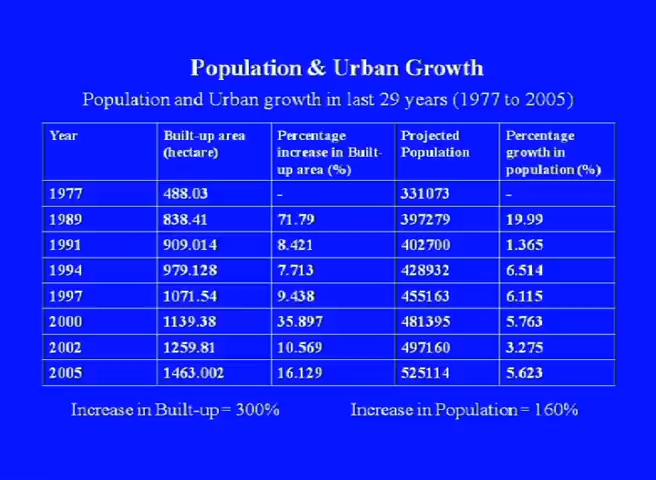 Population & Urban Growth
Population and Urban growth in last 29 years (1977 to 2005)
Year Built-up area (hectare) Percentage increase in Built-up area (%) Projected Population Percentage growth in population (%)
1977 488.03 - 331073 -
1989 838.41 71.79 397279 19.99
1991 909.014 8.421 402700 1.365
1994 979.128 7.713 428932 6.514
1997 1071.54 9.438 455163 6.115
2000 1139.38 35.897 481395 5.763
2002 1259.81 10.569 497160 3.275
2005 1463.002 16.129 525114 5.623
Increase in Built-up = 300% Increase in Population = 160%